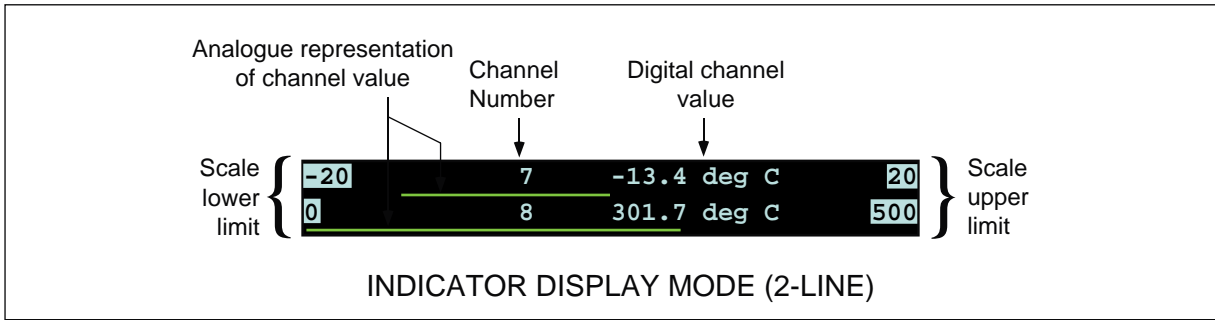 Analogue representation
of channel value
Channel
Number
Digital channel
value
Scale
lower
limit
-20 7 -13.4 deg C 20
0 8 301.7 deg C 500
Scale
upper
limit
INDICATOR DISPLAY MODE (2-LINE)